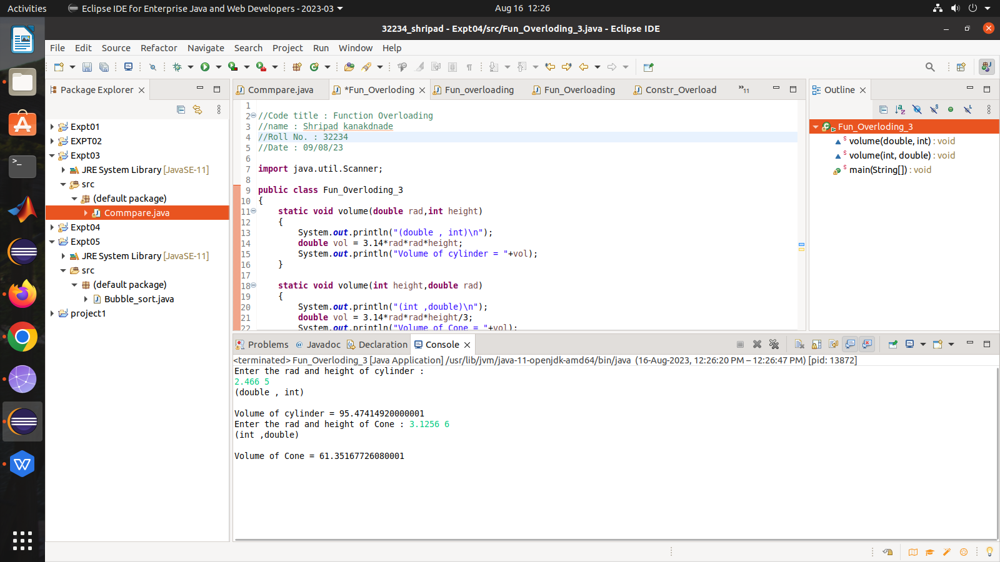 Activities
Eclipse IDE for Enterprise Java and Web Developers - 2023-03
Aug 16 12:26
32234_shripad - Expt04/src/Fun_Overloding_3.java - Eclipse IDE
File Edit Source Refactor Navigate Search Project Run Window Help
Package Explorer
Expt01
EXPT02
Expt03
JRE System Library [JavaSE-11]
src
(default package)
Commpare.java
Expt04
Expt05
JRE System Library [JavaSE-11]
src
(default package)
Bubble_sort.java
project1
Commpare.java *Fun_Overloding Fun_overloading Fun_Overloading Constr_Overload »11
1
2 //Code title : Function Overloading
3 //name : Shripad kanakdnade
4 //Roll No. : 32234
5 //Date : 09/08/23
6
7 import java.util.Scanner;
8
9 public class Fun_Overloding_3
10 {
11 static void volume(double rad,int height)
12 {
13 System.out.println("(double , int)\n");
14 double vol = 3.14*rad*rad*height;
15 System.out.println("Volume of cylinder = "+vol);
16 }
17
18 static void volume(int height,double rad)
19 {
20 System.out.println("(int ,double)\n");
21 double vol = 3.14*rad*rad*height/3;
22 System.out.println("Volume of Cone = "+vol);
Outline
Fun_Overloding_3
volume(double, int) : void
volume(int, double) : void
main(String[]) : void
Problems Javadoc Declaration Console
<terminated> Fun_Overloding_3 [Java Application] /usr/lib/jvm/java-11-openjdk-amd64/bin/java (16-Aug-2023, 12:26:20 PM – 12:26:47 PM) [pid: 13872]
Enter the rad and height of cylinder :
2.466 5
(double , int)
Volume of cylinder = 95.47414920000001
Enter the rad and height of Cone : 3.1256 6
(int ,double)
Volume of Cone = 61.35167726080001